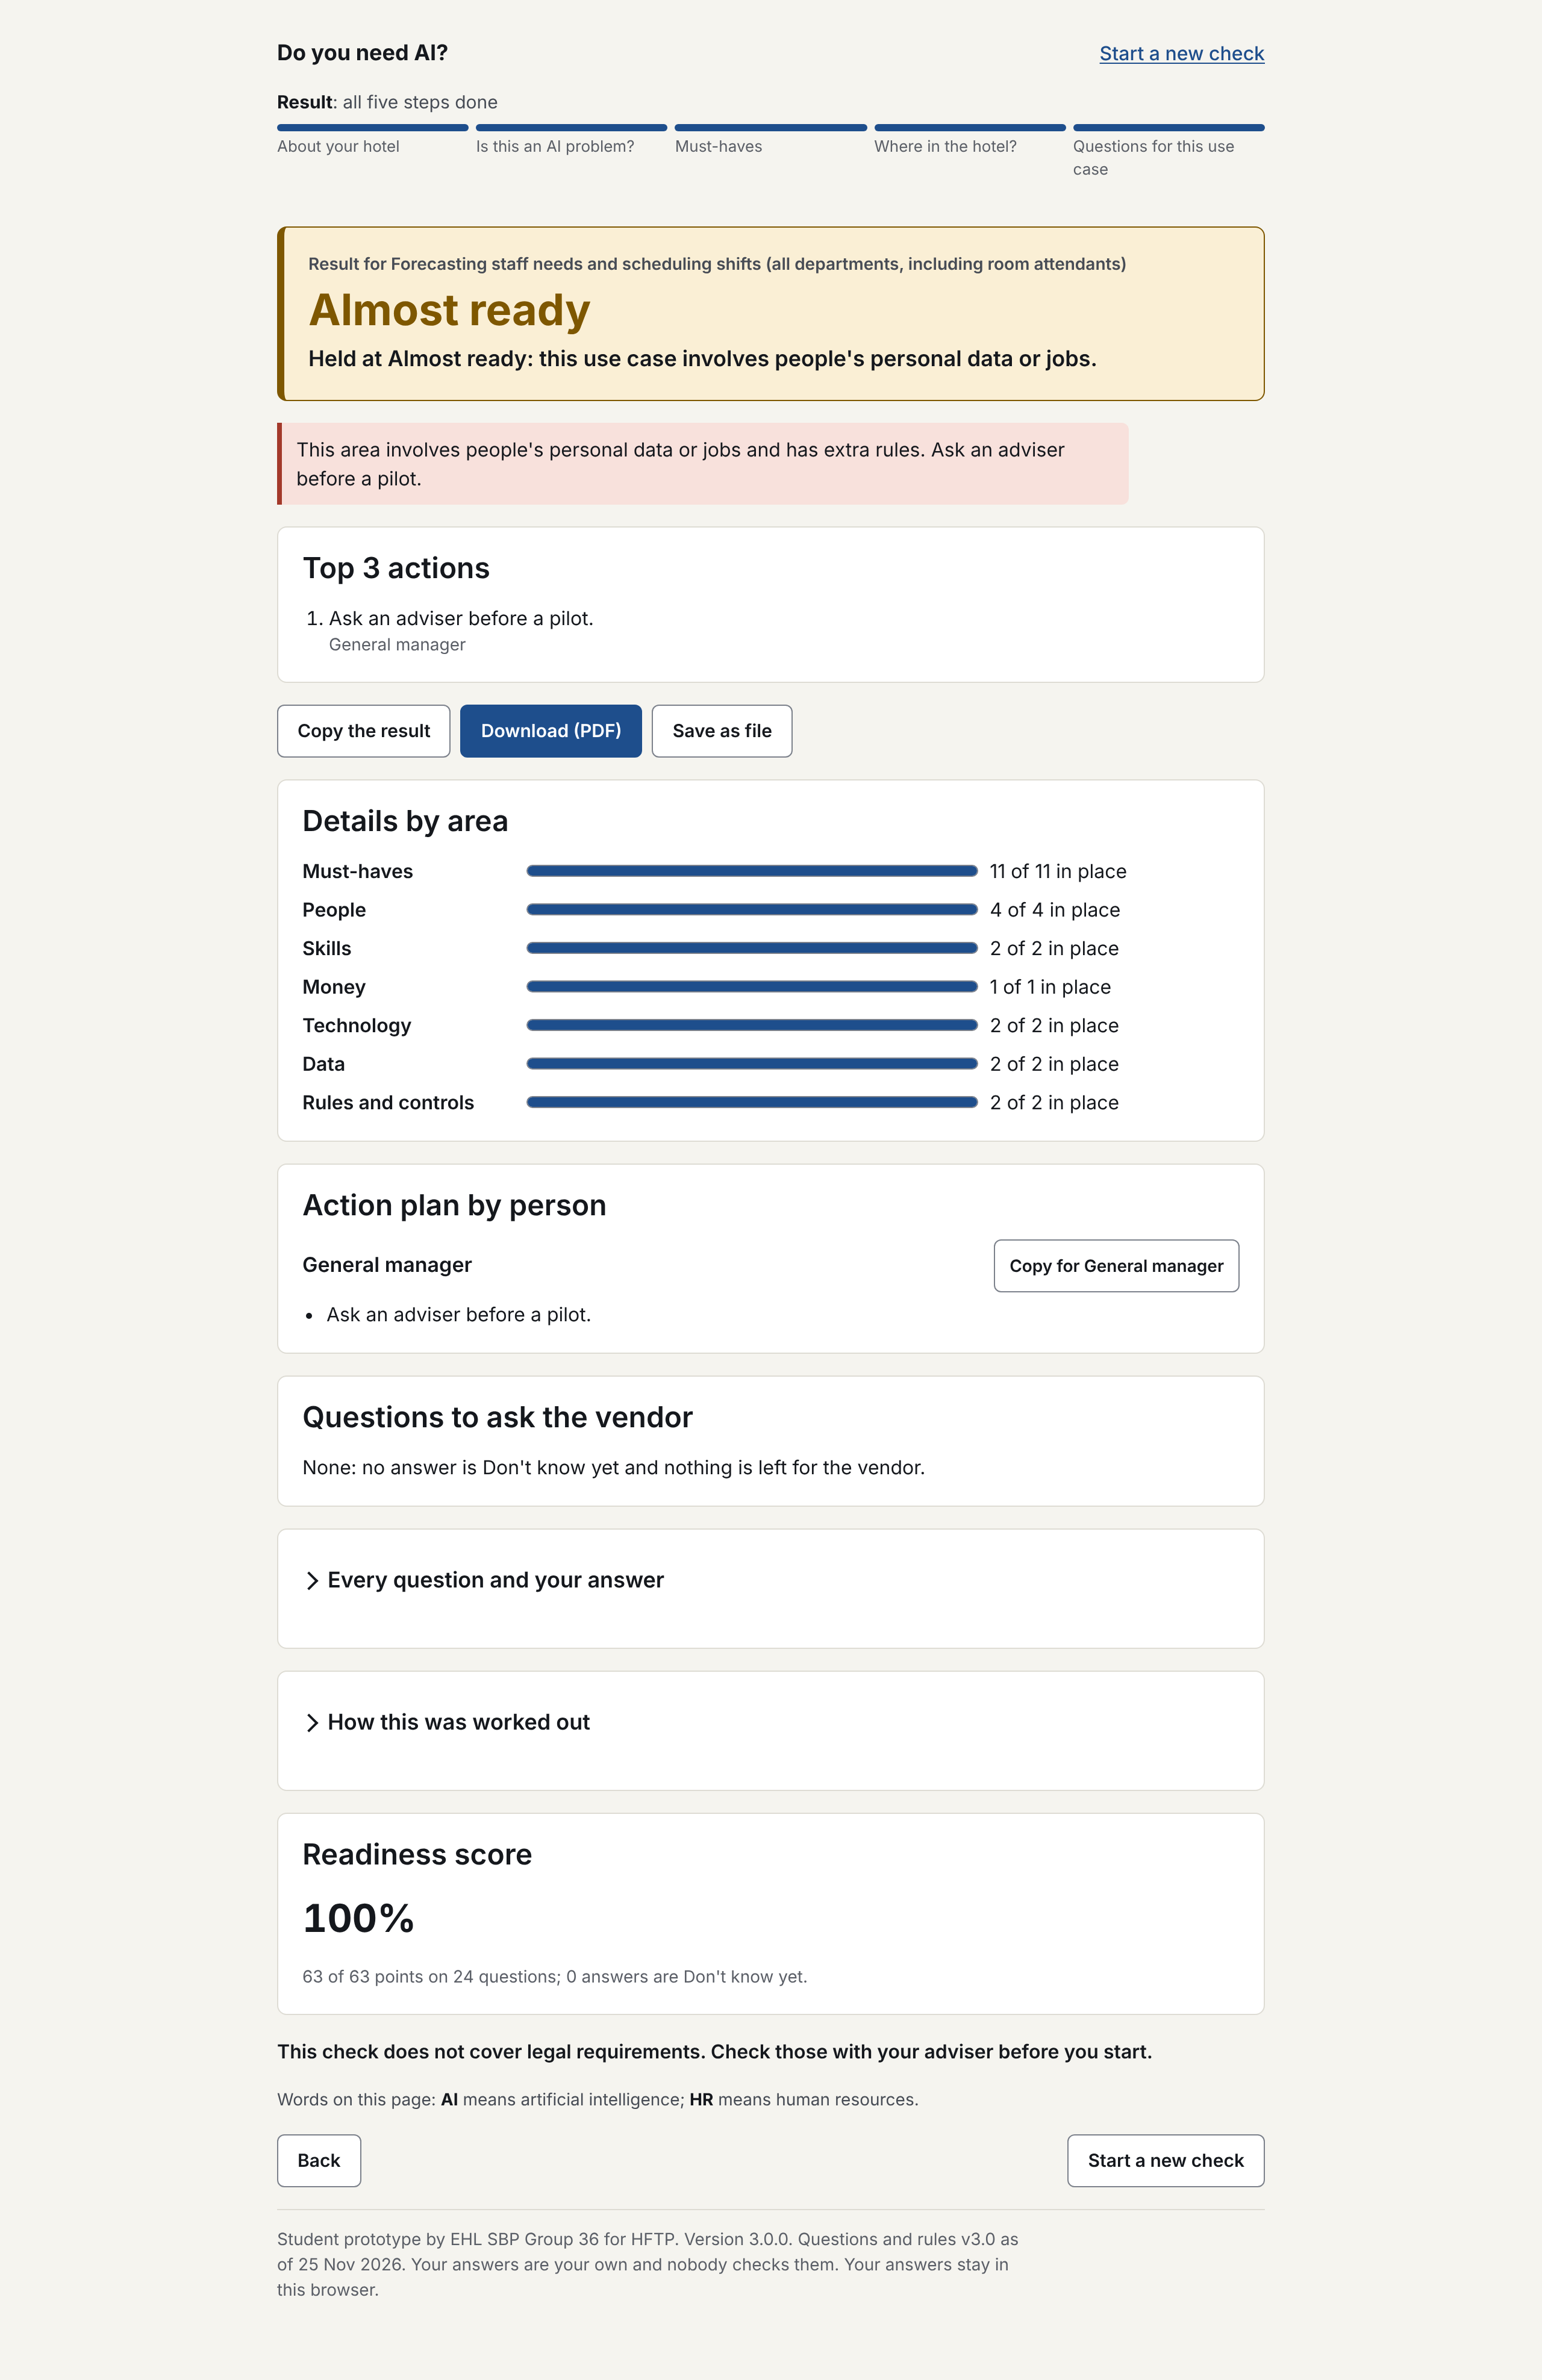 Do you need AI?
Start a new check
Result: all five steps done
About your hotel
Is this an AI problem?
Must-haves
Where in the hotel?
Questions for this use
case
Result for Forecasting staff needs and scheduling shifts (all departments, including room attendants)
Almost ready
Held at Almost ready: this use case involves people's personal data or jobs.
This area involves people's personal data or jobs and has extra rules. Ask an adviser
before a pilot.
Top 3 actions
1. Ask an adviser before a pilot.
General manager
Copy the result
Download (PDF)
Save as file
Details by area
Must-haves 11 of 11 in place
People 4 of 4 in place
Skills 2 of 2 in place
Money 1 of 1 in place
Technology 2 of 2 in place
Data 2 of 2 in place
Rules and controls 2 of 2 in place
Action plan by person
General manager
Copy for General manager
• Ask an adviser before a pilot.
Questions to ask the vendor
None: no answer is Don't know yet and nothing is left for the vendor.
Every question and your answer
How this was worked out
Readiness score
100%
63 of 63 points on 24 questions; 0 answers are Don't know yet.
This check does not cover legal requirements. Check those with your adviser before you start.
Words on this page: AI means artificial intelligence; HR means human resources.
Back
Start a new check
Student prototype by EHL SBP Group 36 for HFTP. Version 3.0.0. Questions and rules v3.0 as
of 25 Nov 2026. Your answers are your own and nobody checks them. Your answers stay in
this browser.